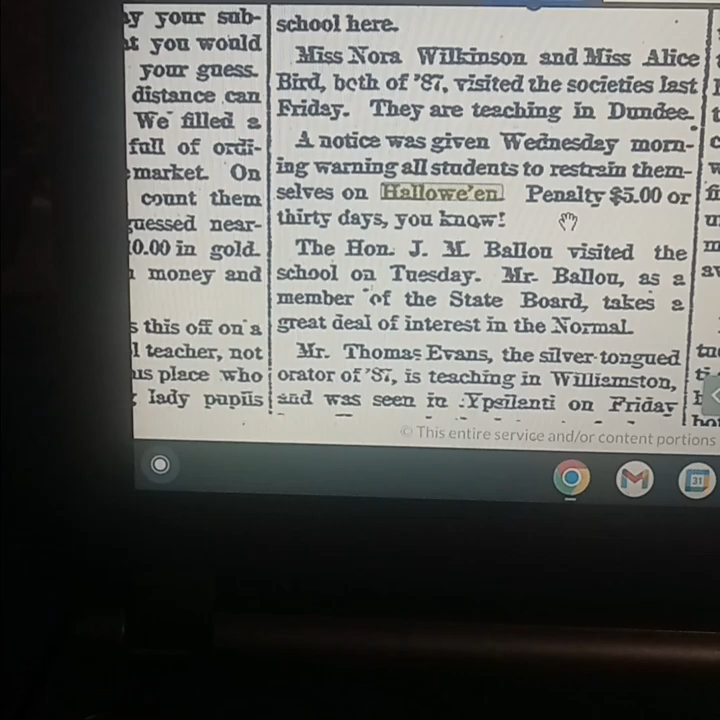 y your sub-
t you would
your guess.
distance can
We filled a
full of ordi-
market. On
count them
guessed near-
0.00 in gold.
money and
s this off on a
l teacher, not
us place who
lady pupils
school here.
Miss Nora Wilkinson and Miss Alice
Bird, both of '87, visited the societies last
Friday. They are teaching in Dundee.
A notice was given Wednesday morn-
ing warning all students to restrain them-
selves on Hallowe'en. Penalty $5.00 or
thirty days, you know!
The Hon. J. M. Ballou visited the
school on Tuesday. Mr. Ballou, as a
member of the State Board, takes a
great deal of interest in the Normal.
Mr. Thomas Evans, the silver-tongued
orator of '87, is teaching in Williamston,
and was seen in Ypsilanti on Friday
© This entire service and/or content portions
31